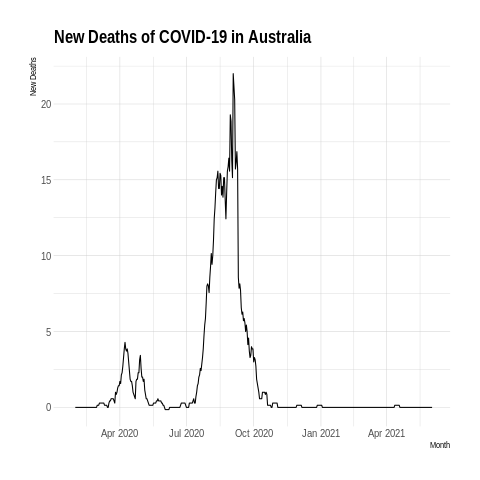 New Deaths of COVID-19 in Australia
New Deaths
20
15
10
5
0
Apr 2020 Jul 2020 Oct 2020 Jan 2021 Apr 2021
Month